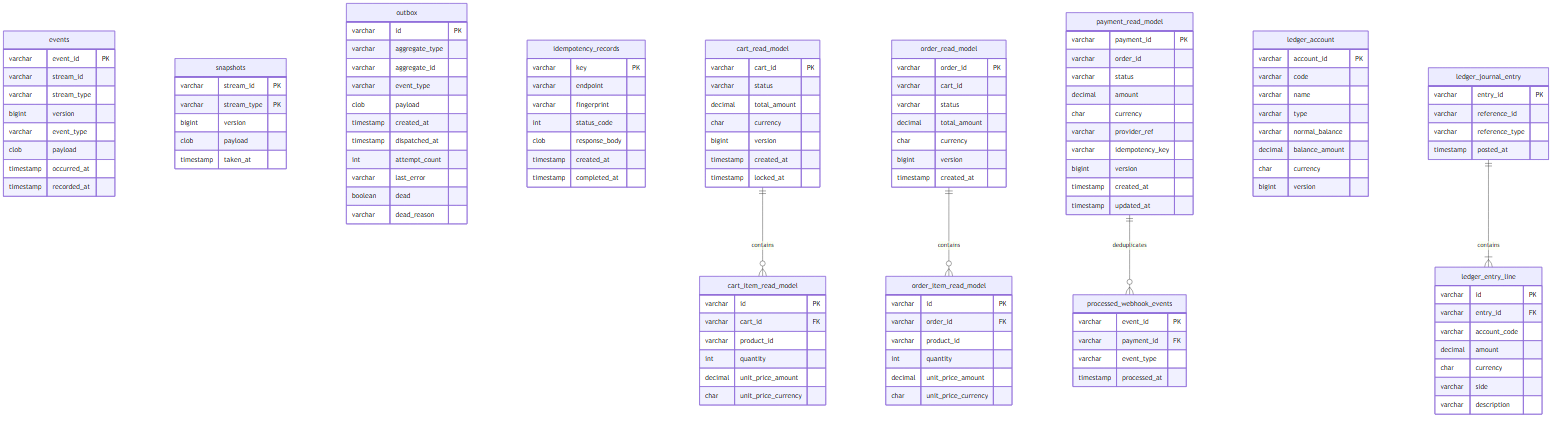 events
varchar event_id PK
varchar stream_id
varchar stream_type
bigint version
varchar event_type
clob payload
timestamp occurred_at
timestamp recorded_at
snapshots
varchar stream_id PK
varchar stream_type PK
bigint version
clob payload
timestamp taken_at
outbox
varchar id PK
varchar aggregate_type
varchar aggregate_id
varchar event_type
clob payload
timestamp created_at
timestamp dispatched_at
int attempt_count
varchar last_error
boolean dead
varchar dead_reason
idempotency_records
varchar key PK
varchar endpoint
varchar fingerprint
int status_code
clob response_body
timestamp created_at
timestamp completed_at
cart_read_model
varchar cart_id PK
varchar status
decimal total_amount
char currency
bigint version
timestamp created_at
timestamp locked_at
contains
cart_item_read_model
varchar id PK
varchar cart_id FK
varchar product_id
int quantity
decimal unit_price_amount
char unit_price_currency
order_read_model
varchar order_id PK
varchar cart_id
varchar status
decimal total_amount
char currency
bigint version
timestamp created_at
contains
order_item_read_model
varchar id PK
varchar order_id FK
varchar product_id
int quantity
decimal unit_price_amount
char unit_price_currency
payment_read_model
varchar payment_id PK
varchar order_id
varchar status
decimal amount
char currency
varchar provider_ref
varchar idempotency_key
bigint version
timestamp created_at
timestamp updated_at
deduplicates
processed_webhook_events
varchar event_id PK
varchar payment_id FK
varchar event_type
timestamp processed_at
ledger_account
varchar account_id PK
varchar code
varchar name
varchar type
varchar normal_balance
decimal balance_amount
char currency
bigint version
ledger_journal_entry
varchar entry_id PK
varchar reference_id
varchar reference_type
timestamp posted_at
contains
ledger_entry_line
varchar id PK
varchar entry_id FK
varchar account_code
decimal amount
char currency
varchar side
varchar description